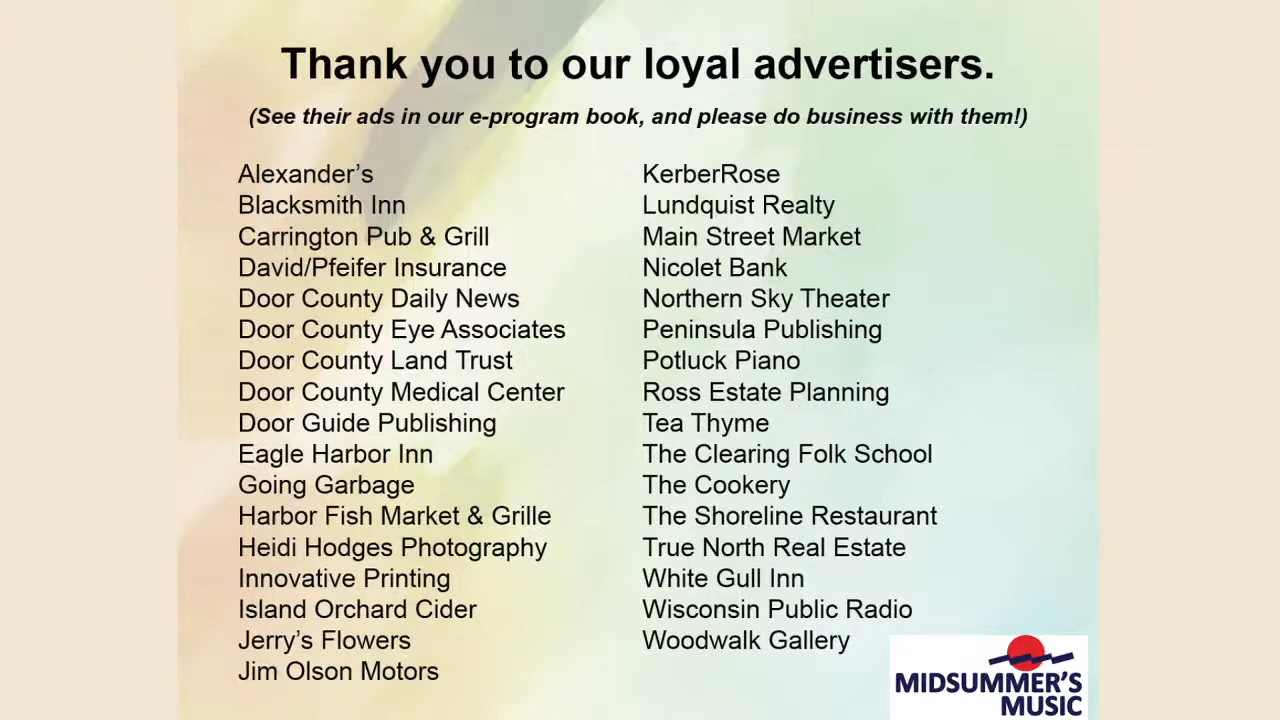 Thank you to our loyal advertisers.
(See their ads in our e-program book, and please do business with them!)
Alexander’s
Blacksmith Inn
Carrington Pub & Grill
David/Pfeifer Insurance
Door County Daily News
Door County Eye Associates
Door County Land Trust
Door County Medical Center
Door Guide Publishing
Eagle Harbor Inn
Going Garbage
Harbor Fish Market & Grille
Heidi Hodges Photography
Innovative Printing
Island Orchard Cider
Jerry’s Flowers
Jim Olson Motors
KerberRose
Lundquist Realty
Main Street Market
Nicolet Bank
Northern Sky Theater
Peninsula Publishing
Potluck Piano
Ross Estate Planning
Tea Thyme
The Clearing Folk School
The Cookery
The Shoreline Restaurant
True North Real Estate
White Gull Inn
Wisconsin Public Radio
Woodwalk Gallery
MIDSUMMER’S
MUSIC